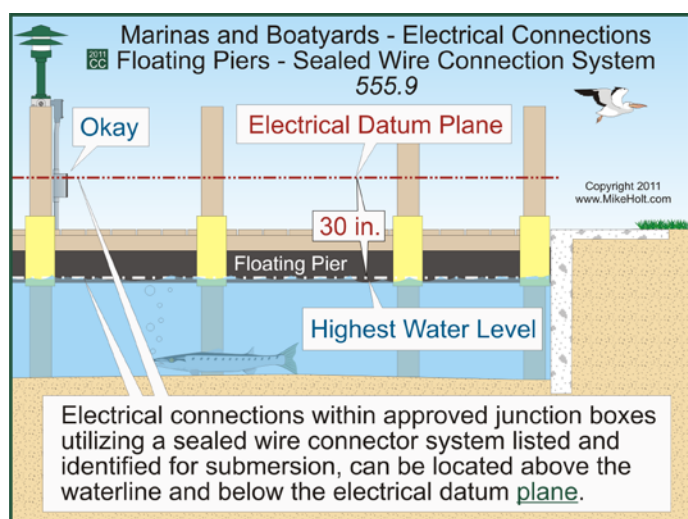 Marinas and Boatyards - Electrical Connections
2011 CC Floating Piers - Sealed Wire Connection System
555.9
Okay
Electrical Datum Plane
Copyright 2011
www.MikeHolt.com
30 in.
Floating Pier
Highest Water Level
Electrical connections within approved junction boxes
utilizing a sealed wire connector system listed and
identified for submersion, can be located above the
waterline and below the electrical datum plane.